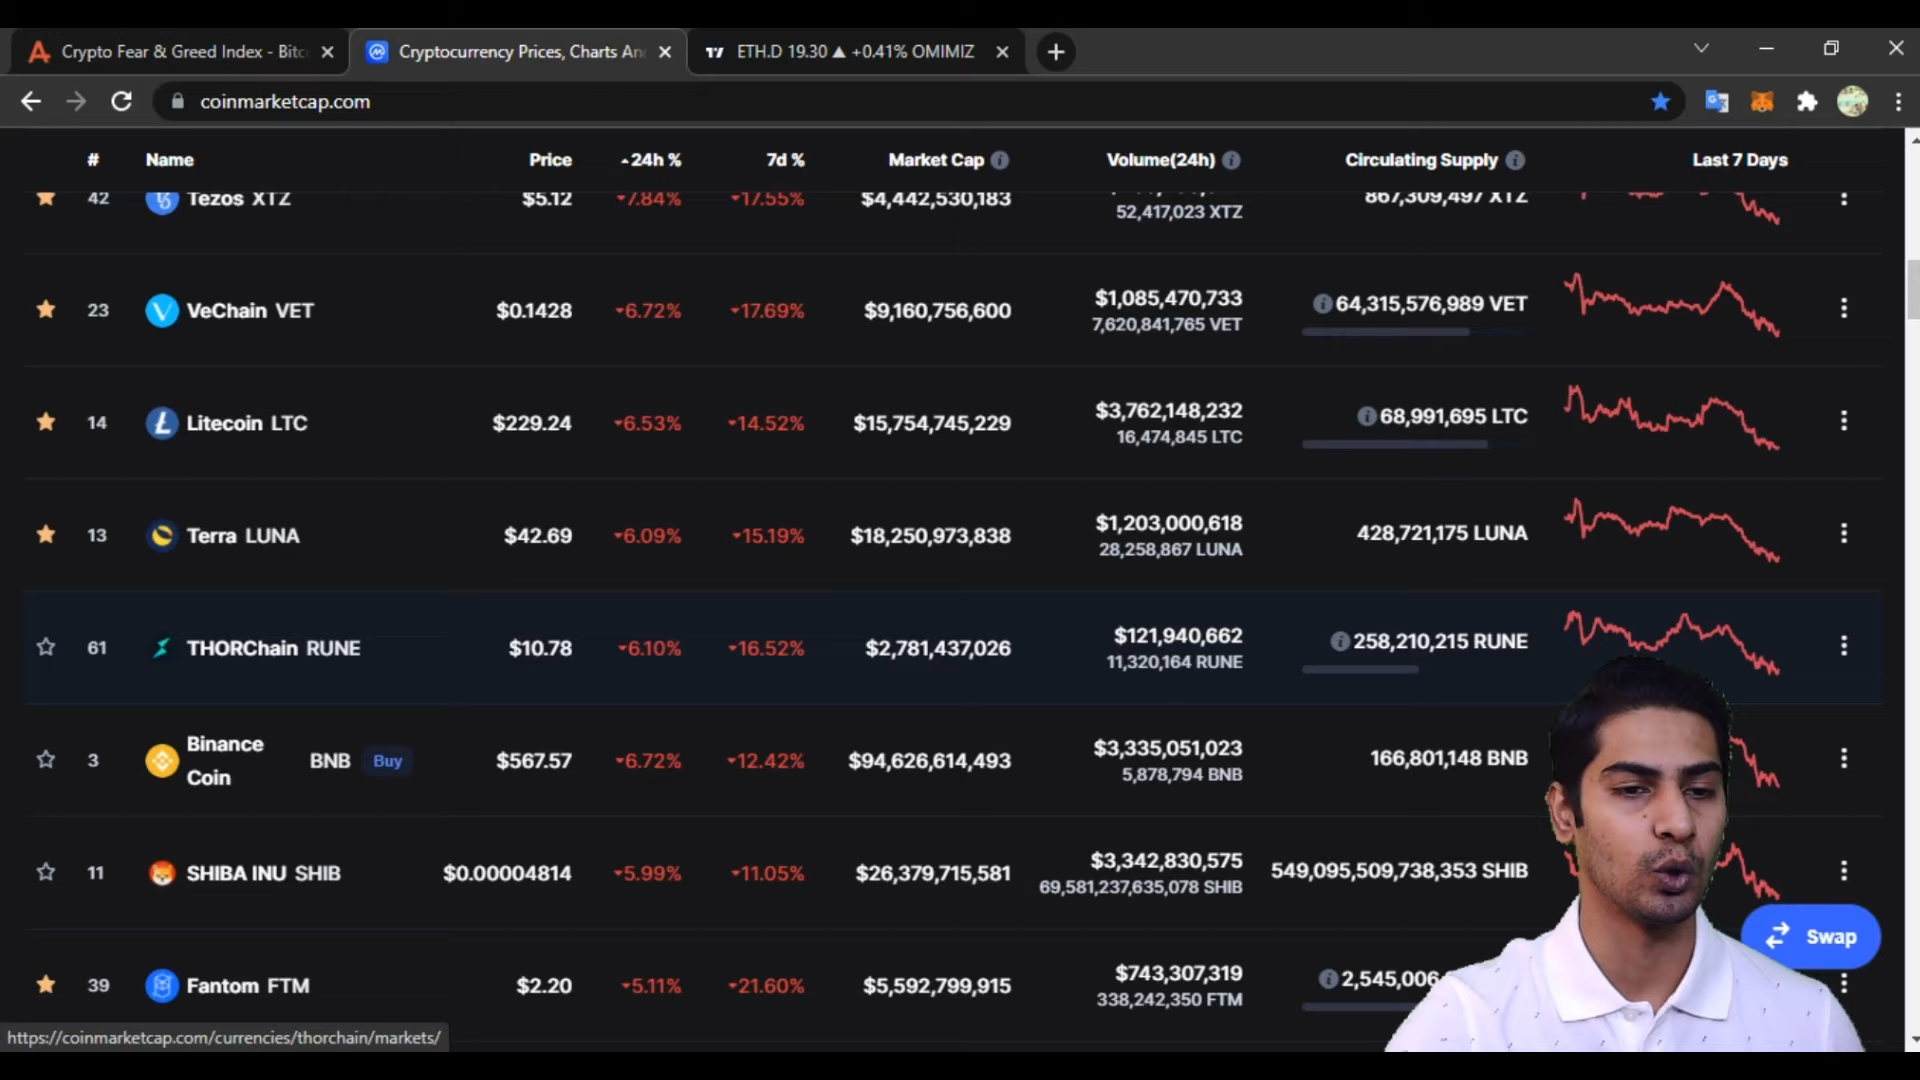 Crypto Fear & Greed Index - Bitc
Cryptocurrency Prices, Charts An
ETH.D 19.30 ▲ +0.41% OMIMIZ
coinmarketcap.com
# Name Price 24h % 7d % Market Cap Volume(24h) Circulating Supply Last 7 Days
42 Tezos XTZ $5.12 7.84% 17.55% $4,442,530,183 867,309,497 XTZ
52,417,023 XTZ
23 VeChain VET $0.1428 6.72% 17.69% $9,160,756,600 $1,085,470,733 64,315,576,989 VET
7,620,841,765 VET
14 Litecoin LTC $229.24 6.53% 14.52% $15,754,745,229 $3,762,148,232 68,991,695 LTC
16,474,845 LTC
13 Terra LUNA $42.69 6.09% 15.19% $18,250,973,838 $1,203,000,618 428,721,175 LUNA
28,258,867 LUNA
61 THORChain RUNE $10.78 6.10% 16.52% $2,781,437,026 $121,940,662 258,210,215 RUNE
11,320,164 RUNE
3 Binance Coin BNB Buy $567.57 6.72% 12.42% $94,626,614,493 $3,335,051,023 166,801,148 BNB
5,878,794 BNB
11 SHIBA INU SHIB $0.00004814 5.99% 11.05% $26,379,715,581 $3,342,830,575 549,095,509,738,353 SHIB
69,581,237,635,078 SHIB
Swap
39 Fantom FTM $2.20 5.11% 21.60% $5,592,799,915 $743,307,319 2,545,006,
338,242,350 FTM
https://coinmarketcap.com/currencies/thorchain/markets/